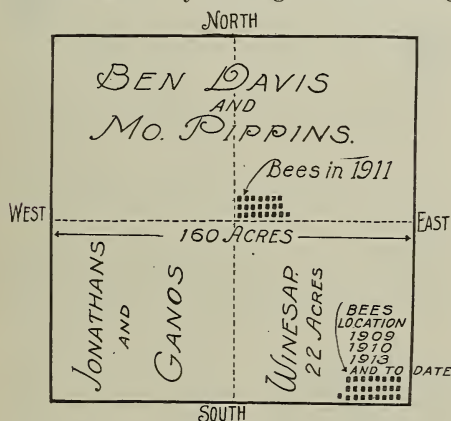 NORTH
BEN DAVIS
AND
MO. PIPPINS.
Bees in 1911
WEST
EAST
160 ACRES
JONATHANS
AND
GANOS
WINESAP.
22 ACRES
BEES
LOCATION
1909
1910
1913
AND TO DATE
SOUTH